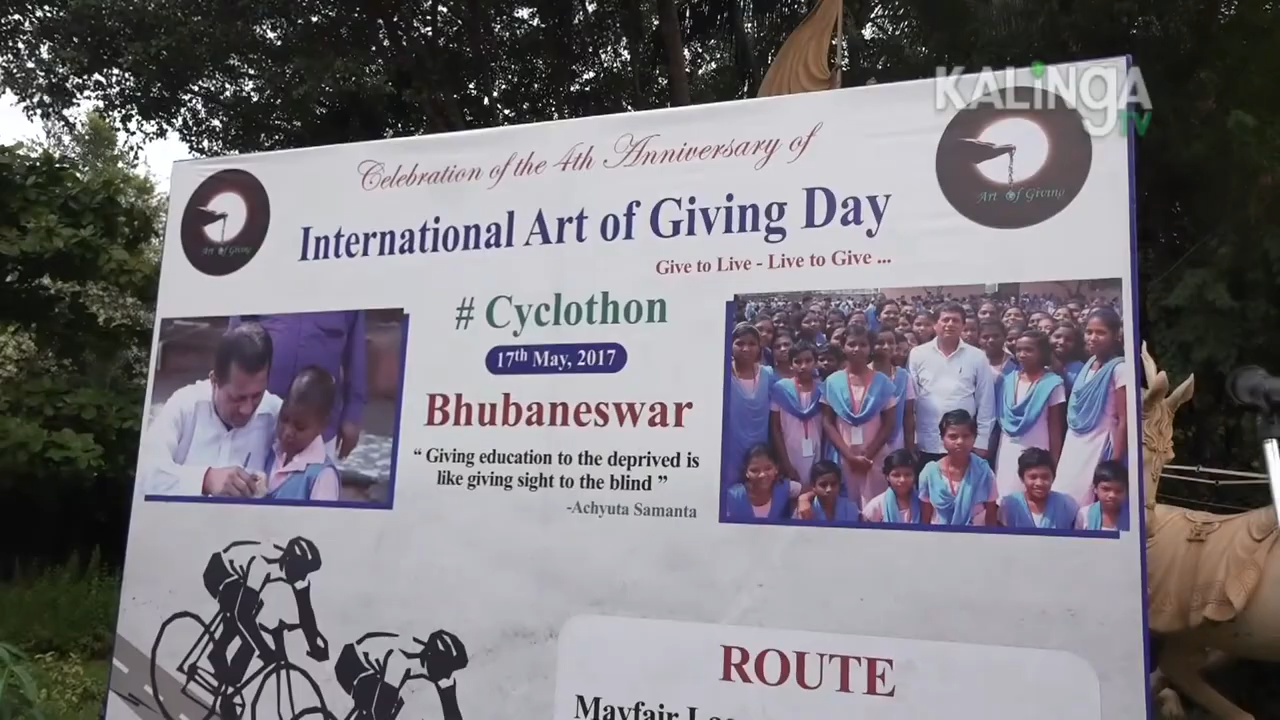 KALINGA
TV
Celebration of the 4th Anniversary of
International Art of Giving Day
Give to Live - Live to Give ...
Art of Giving
Art of Giving
# Cyclothon
17th May, 2017
Bhubaneswar
“ Giving education to the deprived is
like giving sight to the blind ”
-Achyuta Samanta
ROUTE
Mayfair